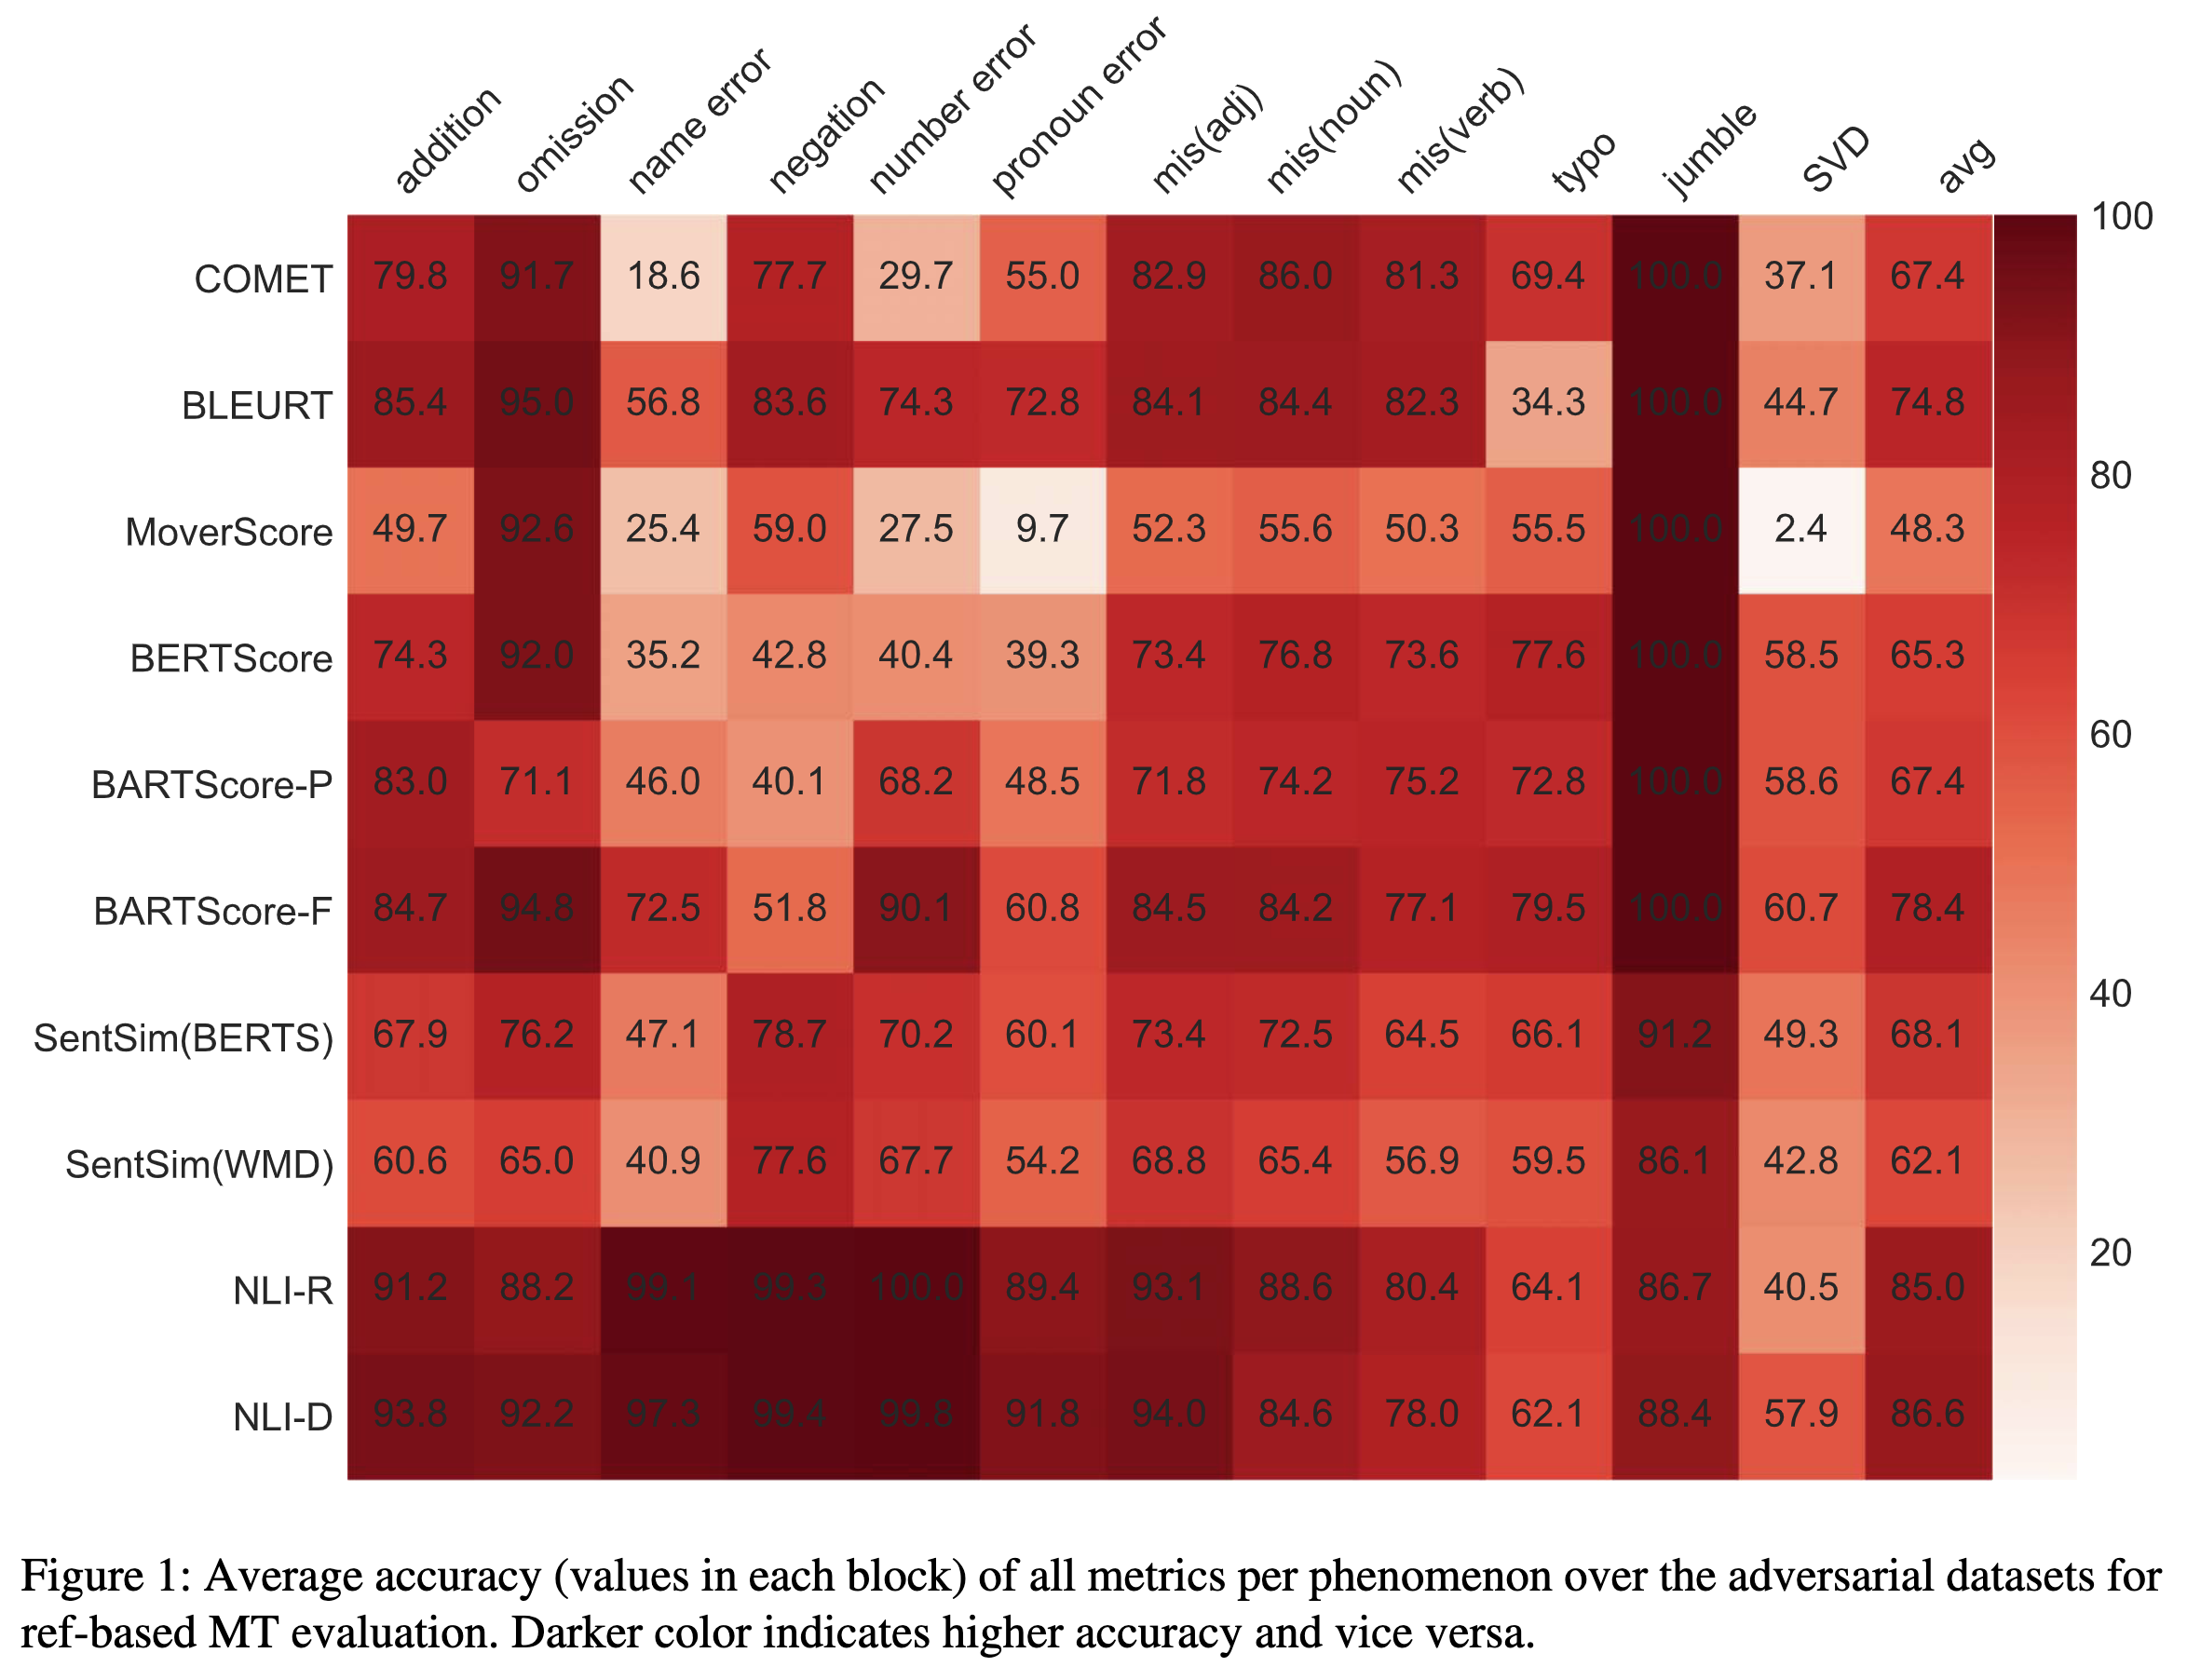 addition omission name error negation number error pronoun error mis(adj) mis(noun) mis(verb) typo jumble SVD avg
COMET 79.8 91.7 18.6 77.7 29.7 55.0 82.9 86.0 81.3 69.4 100.0 37.1 67.4
BLEURT 85.4 95.0 56.8 83.6 74.3 72.8 84.1 84.4 82.3 34.3 100.0 44.7 74.8
MoverScore 49.7 92.6 25.4 59.0 27.5 9.7 52.3 55.6 50.3 55.5 100.0 2.4 48.3
BERTScore 74.3 92.0 35.2 42.8 40.4 39.3 73.4 76.8 73.6 77.6 100.0 58.5 65.3
BARTScore-P 83.0 71.1 46.0 40.1 68.2 48.5 71.8 74.2 75.2 72.8 100.0 58.6 67.4
BARTScore-F 84.7 94.8 72.5 51.8 90.1 60.8 84.5 84.2 77.1 79.5 100.0 60.7 78.4
SentSim(BERTS) 67.9 76.2 47.1 78.7 70.2 60.1 73.4 72.5 64.5 66.1 91.2 49.3 68.1
SentSim(WMD) 60.6 65.0 40.9 77.6 67.7 54.2 68.8 65.4 56.9 59.5 86.1 42.8 62.1
NLI-R 91.2 88.2 99.1 99.3 100.0 89.4 93.1 88.6 80.4 64.1 86.7 40.5 85.0
NLI-D 93.8 92.2 97.3 99.4 99.8 91.8 94.0 84.6 78.0 62.1 88.4 57.9 86.6
100
80
60
40
20
Figure 1: Average accuracy (values in each block) of all metrics per phenomenon over the adversarial datasets for
ref-based MT evaluation. Darker color indicates higher accuracy and vice versa.